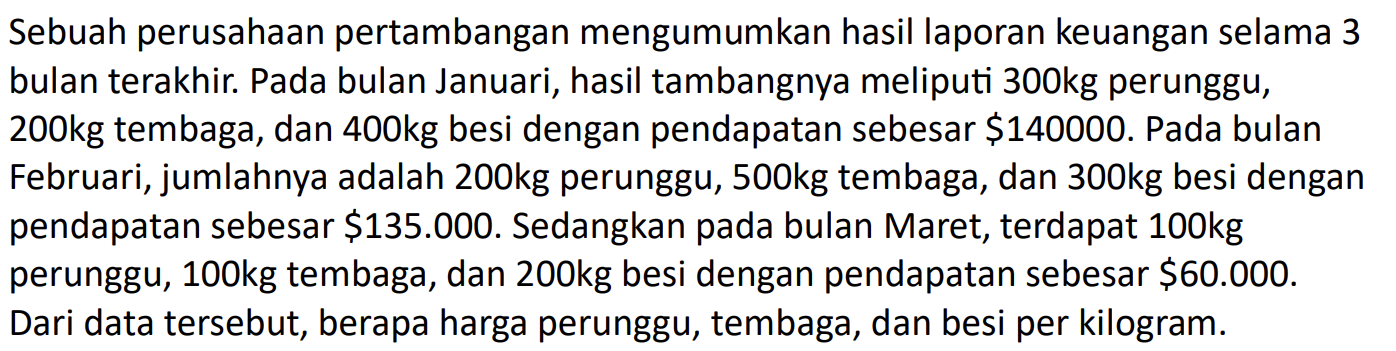 Sebuah perusahaan pertambangan mengumumkan hasil laporan keuangan selama 3
bulan terakhir. Pada bulan Januari, hasil tambangnya meliputi 300kg perunggu,
200kg tembaga, dan 400kg besi dengan pendapatan sebesar $140000. Pada bulan
Februari, jumlahnya adalah 200kg perunggu, 500kg tembaga, dan 300kg besi dengan
pendapatan sebesar $135.000. Sedangkan pada bulan Maret, terdapat 100kg
perunggu, 100kg tembaga, dan 200kg besi dengan pendapatan sebesar $60.000.
Dari data tersebut, berapa harga perunggu, tembaga, dan besi per kilogram.